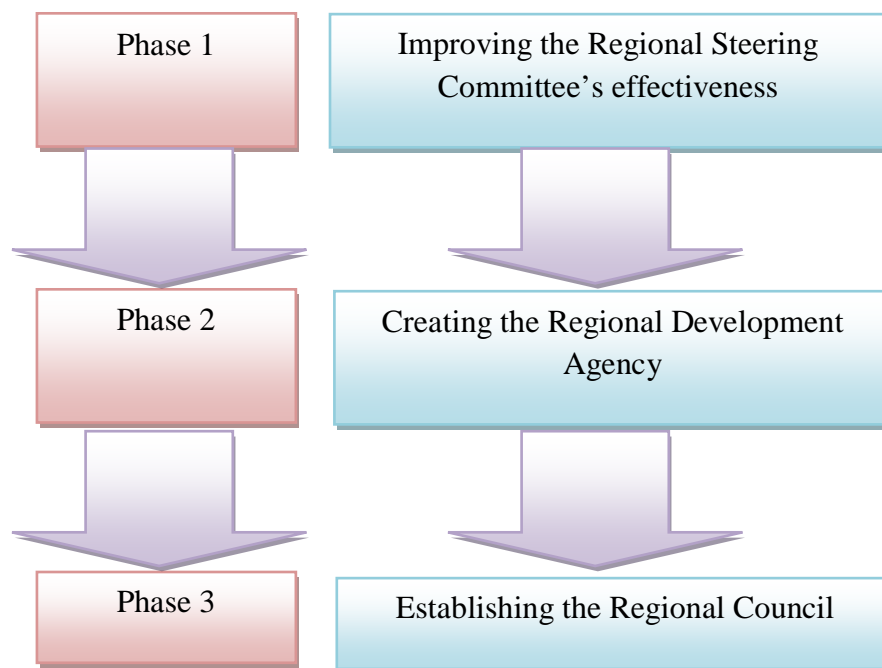 Phase 1
Improving the Regional Steering
Committee’s effectiveness
Phase 2
Creating the Regional Development
Agency
Phase 3
Establishing the Regional Council